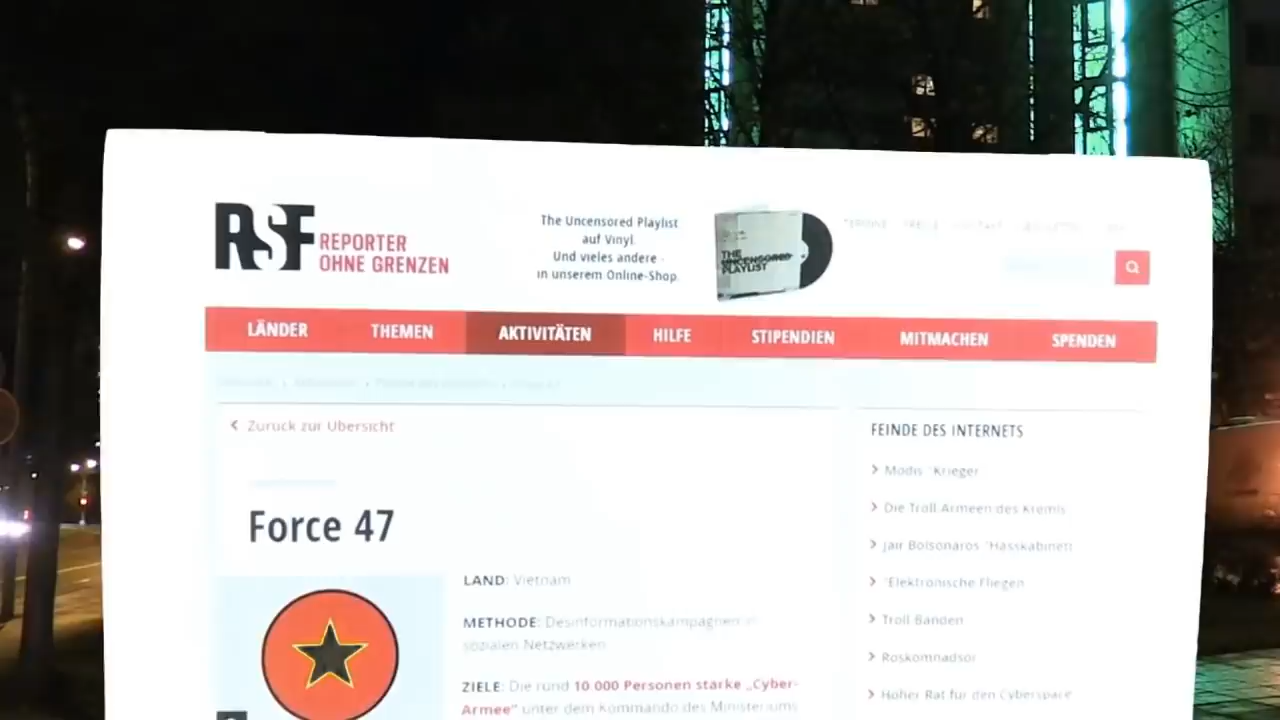 RSF REPORTER
OHNE GRENZEN
The Uncensored Playlist
auf Vinyl.
Und vieles andere -
in unserem Online-Shop.
THE
UNCENSORED
PLAYLIST
LÄNDER THEMEN AKTIVITÄTEN HILFE STIPENDIEN MITMACHEN SPENDEN
Zurück zur Übersicht
Force 47
LAND: Vietnam
METHODE: Desinformationskampagnen in
sozialen Netzwerken
ZIELE: Die rund 10 000 Personen starke „Cyber-
Armee“ unter dem Kommando des Ministeriums
FEINDE DES INTERNETS
Modis "Krieger"
Die Troll-Armeen des Kremls
Jair Bolsonaros "Hasskabinett"
"Elektronische Fliegen"
Troll-Banden
Roskomnadsor
Hoher Rat für den Cyberspace